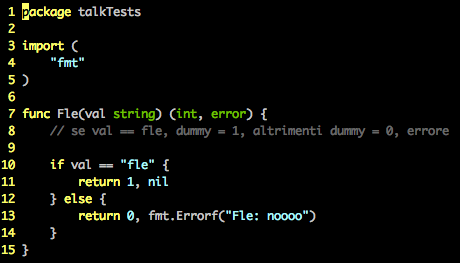 1 package talkTests
2
3 import (
4     "fmt"
5 )
6
7 func Fle(val string) (int, error) {
8     // se val == fle, dummy = 1, altrimenti dummy = 0, errore
9
10     if val == "fle" {
11         return 1, nil
12     } else {
13         return 0, fmt.Errorf("Fle: noooo")
14     }
15 }